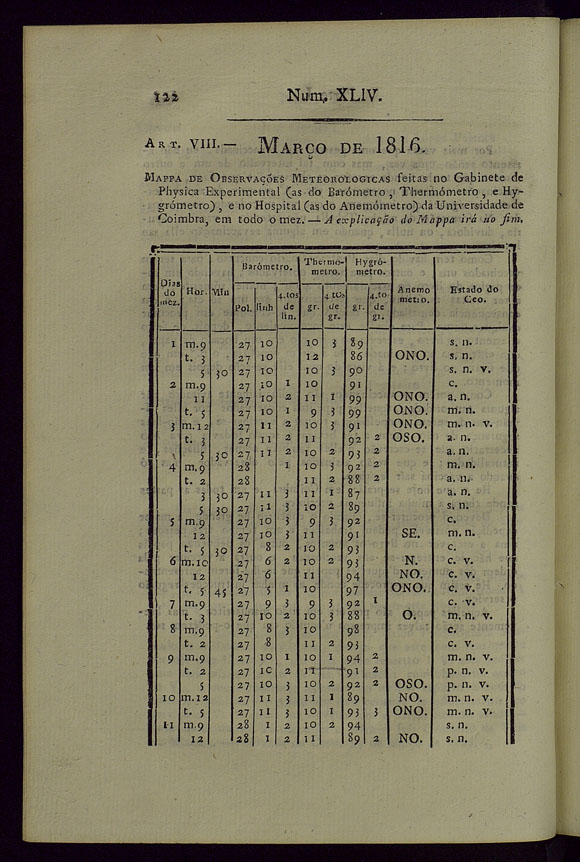 122 Num. XLIV.
ART. VIII.— MARÇO DE 1816.
MAPPA DE OBSERVAÇÕES METEOROLOGICAS feitas no Gabinete de
Physica Experimental (as do Barómetro, Thermómetro, e Hy-
grómetro), e no Hospital (as do Anemómetro) da Universidade de
Coimbra, em todo o mez. — A explicação do Mappa irá no fim.
Dias do mez. Hor. Min Barómetro. Thermo-metro. Hygró-metro. Anemo metro. Estado do Ceo.
Pol. linh 4.tos de lin. gr. 4.tos de gr. gr. 4.to de gr.
1 m.9 27 10 10 3 89 s. n.
t. 3 27 10 12 86 ONO. s. n.
5 30 27 10 10 3 90 s. n. v.
2 m.9 27 10 1 10 91 c.
11 27 10 2 11 1 99 ONO. a. n.
t. 5 27 10 1 9 3 99 ONO. m. n.
3 m.12 27 11 2 10 3 91 ONO. m. n. v.
t. 3 27 11 2 11 92 2 OSO. a. n.
5 30 27 11 2 10 2 93 2 a. n.
4 m.9 28 1 10 3 92 2 m. n.
t. 2 28 11 2 88 2 a. n.
3 30 27 11 3 11 1 87 a. n.
5 30 27 11 3 10 2 89 s. n.
5 m.9 27 10 3 9 3 92 c.
12 27 10 3 11 91 SE. m. n.
t. 5 30 27 8 2 10 2 93 c.
6 m.10 27 6 2 10 2 93 N. c. v.
12 27 6 11 94 NO. c. v.
t. 5 45 27 5 1 10 97 ONO. c. v.
7 m.9 27 9 3 9 3 92 1 c. v.
t. 3 27 10 2 10 3 88 O. m. n. v.
8 m.9 27 8 3 10 98 c.
t. 2 27 8 11 2 93 c. v.
9 m.9 27 10 1 10 1 94 2 m. n. v.
t. 2 27 10 2 11 91 2 p. n. v.
5 27 10 3 10 2 92 2 OSO. p. n. v.
10 m.12 27 11 3 11 1 89 NO. m. n. v.
t. 5 27 11 3 10 1 93 3 ONO. m. n. v.
11 m.9 28 1 2 10 2 94 s. n.
12 28 1 2 11 89 2 NO. s. n.